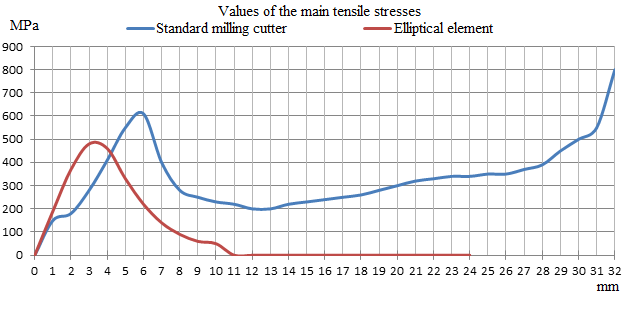 Values of the main tensile stresses
MPa
Standard milling cutter
Elliptical element
900
800
700
600
500
400
300
200
100
0
0 1 2 3 4 5 6 7 8 9 10 11 12 13 14 15 16 17 18 19 20 21 22 23 24 25 26 27 28 29 30 31 32
mm